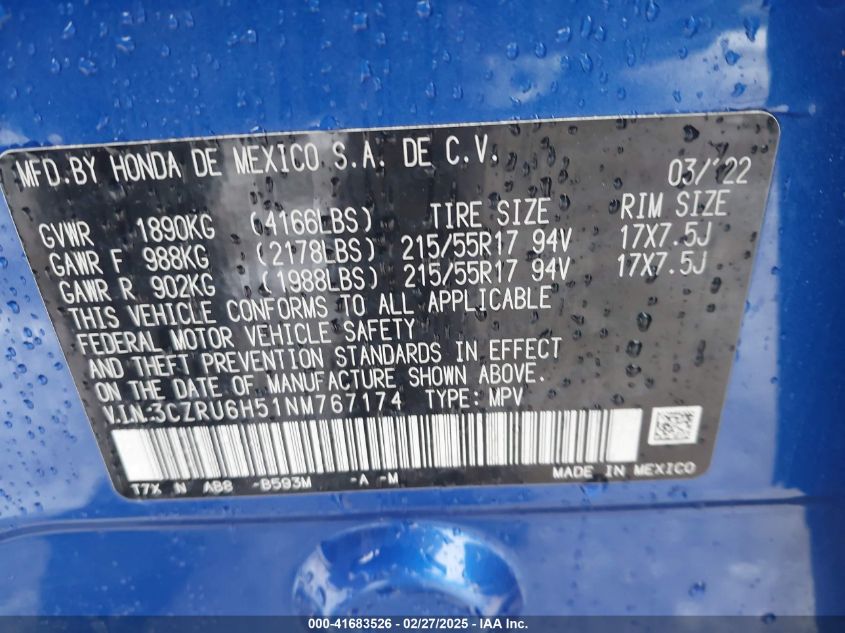 MFD.BY HONDA DE MEXICO S.A. DE C.V. 03/'22
GVWR 1890KG (4166LBS) TIRE SIZE RIM SIZE
GAWR F 988KG (2178LBS) 215/55R17 94V 17X7.5J
GAWR R 902KG (1988LBS) 215/55R17 94V 17X7.5J
THIS VEHICLE CONFORMS TO ALL APPLICABLE
FEDERAL MOTOR VEHICLE SAFETY
AND THEFT PREVENTION STANDARDS IN EFFECT
ON THE DATE OF MANUFACTURE SHOWN ABOVE.
V.I.N:3CZRU6H51NM767174 TYPE: MPV
T7X N AB8 -B593M -A -M MADE IN MEXICO
000-41683526 - 02/27/2025 - IAA Inc.